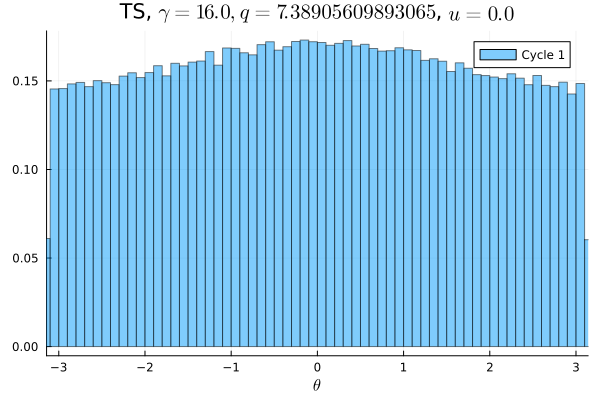 TS, γ = 16.0, q = 7.38905609893065, u = 0.0
Cycle 1
0.15
0.10
0.05
0.00
−3 −2 −1 0 1 2 3
θ